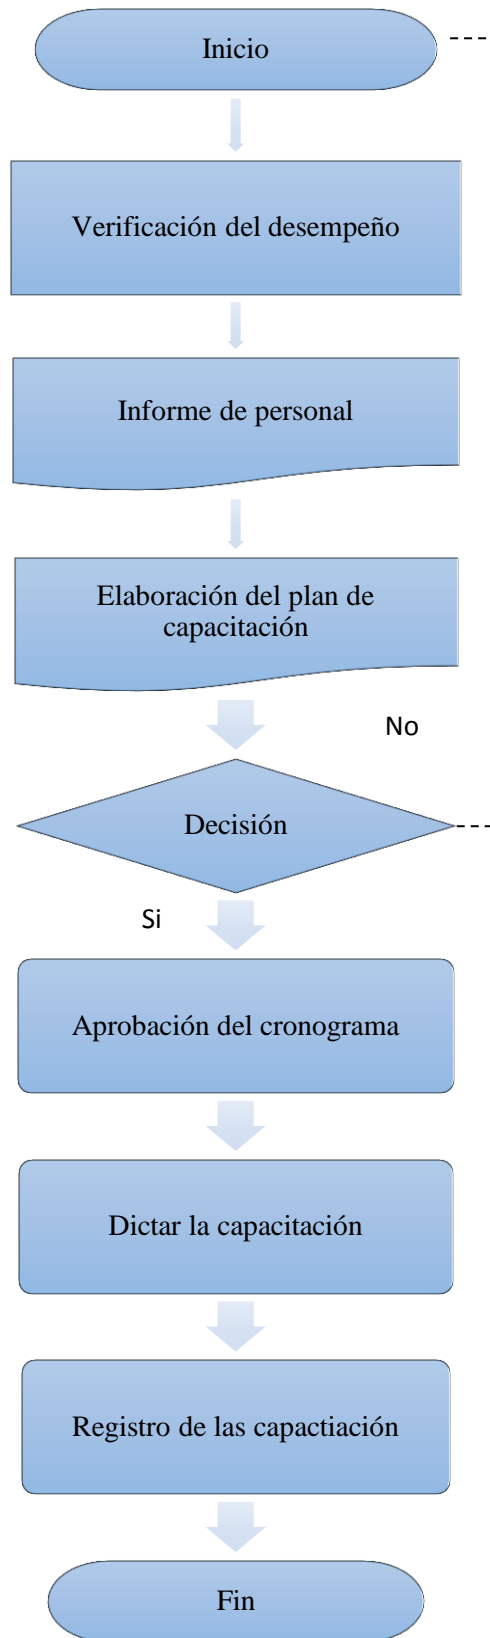 Inicio
Verificación del desempeño
Informe de personal
Elaboración del plan de
capacitación
No
Decisión
Si
Aprobación del cronograma
Dictar la capacitación
Registro de las capactiación
Fin